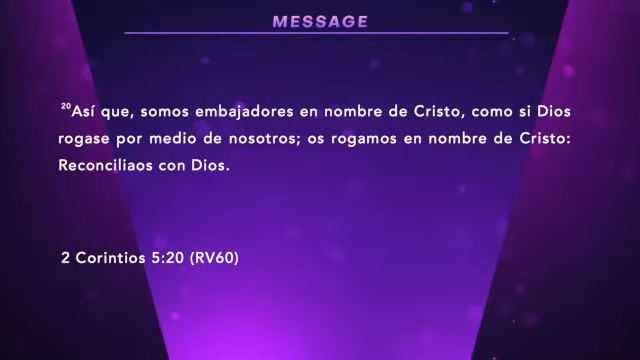 MESSAGE
²⁰Así que, somos embajadores en nombre de Cristo, como si Dios
rogase por medio de nosotros; os rogamos en nombre de Cristo:
Reconciliaos con Dios.
2 Corintios 5:20 (RV60)